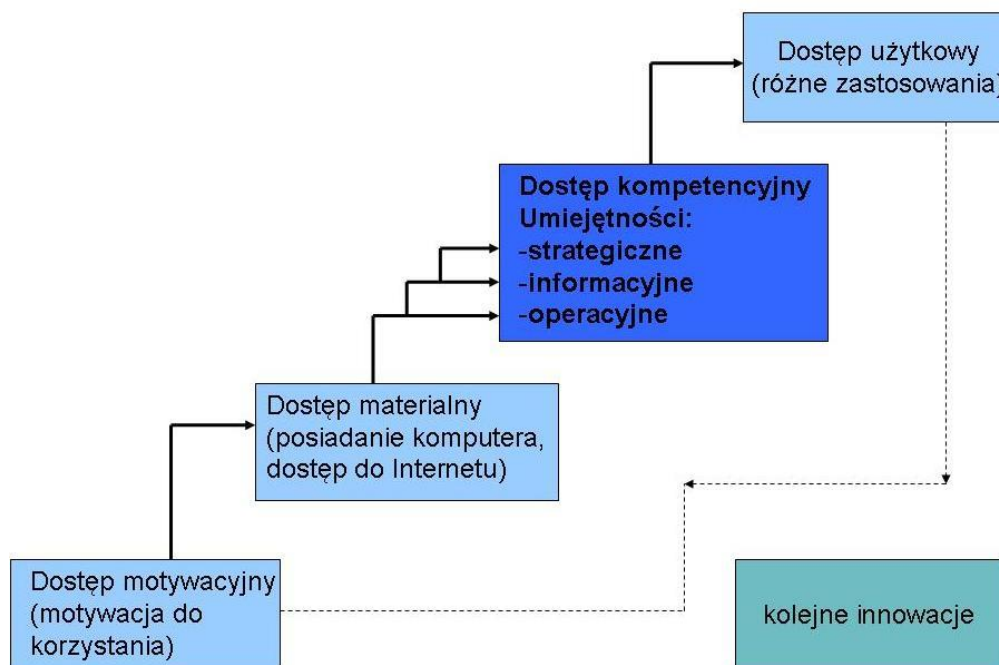 Dostęp użytkowy
(różne zastosowania)
Dostęp kompetencyjny
Umiejętności:
-strategiczne
-informacyjne
-operacyjne
Dostęp materialny
(posiadanie komputera,
dostęp do Internetu)
Dostęp motywacyjny
(motywacja do
korzystania)
kolejne innowacje